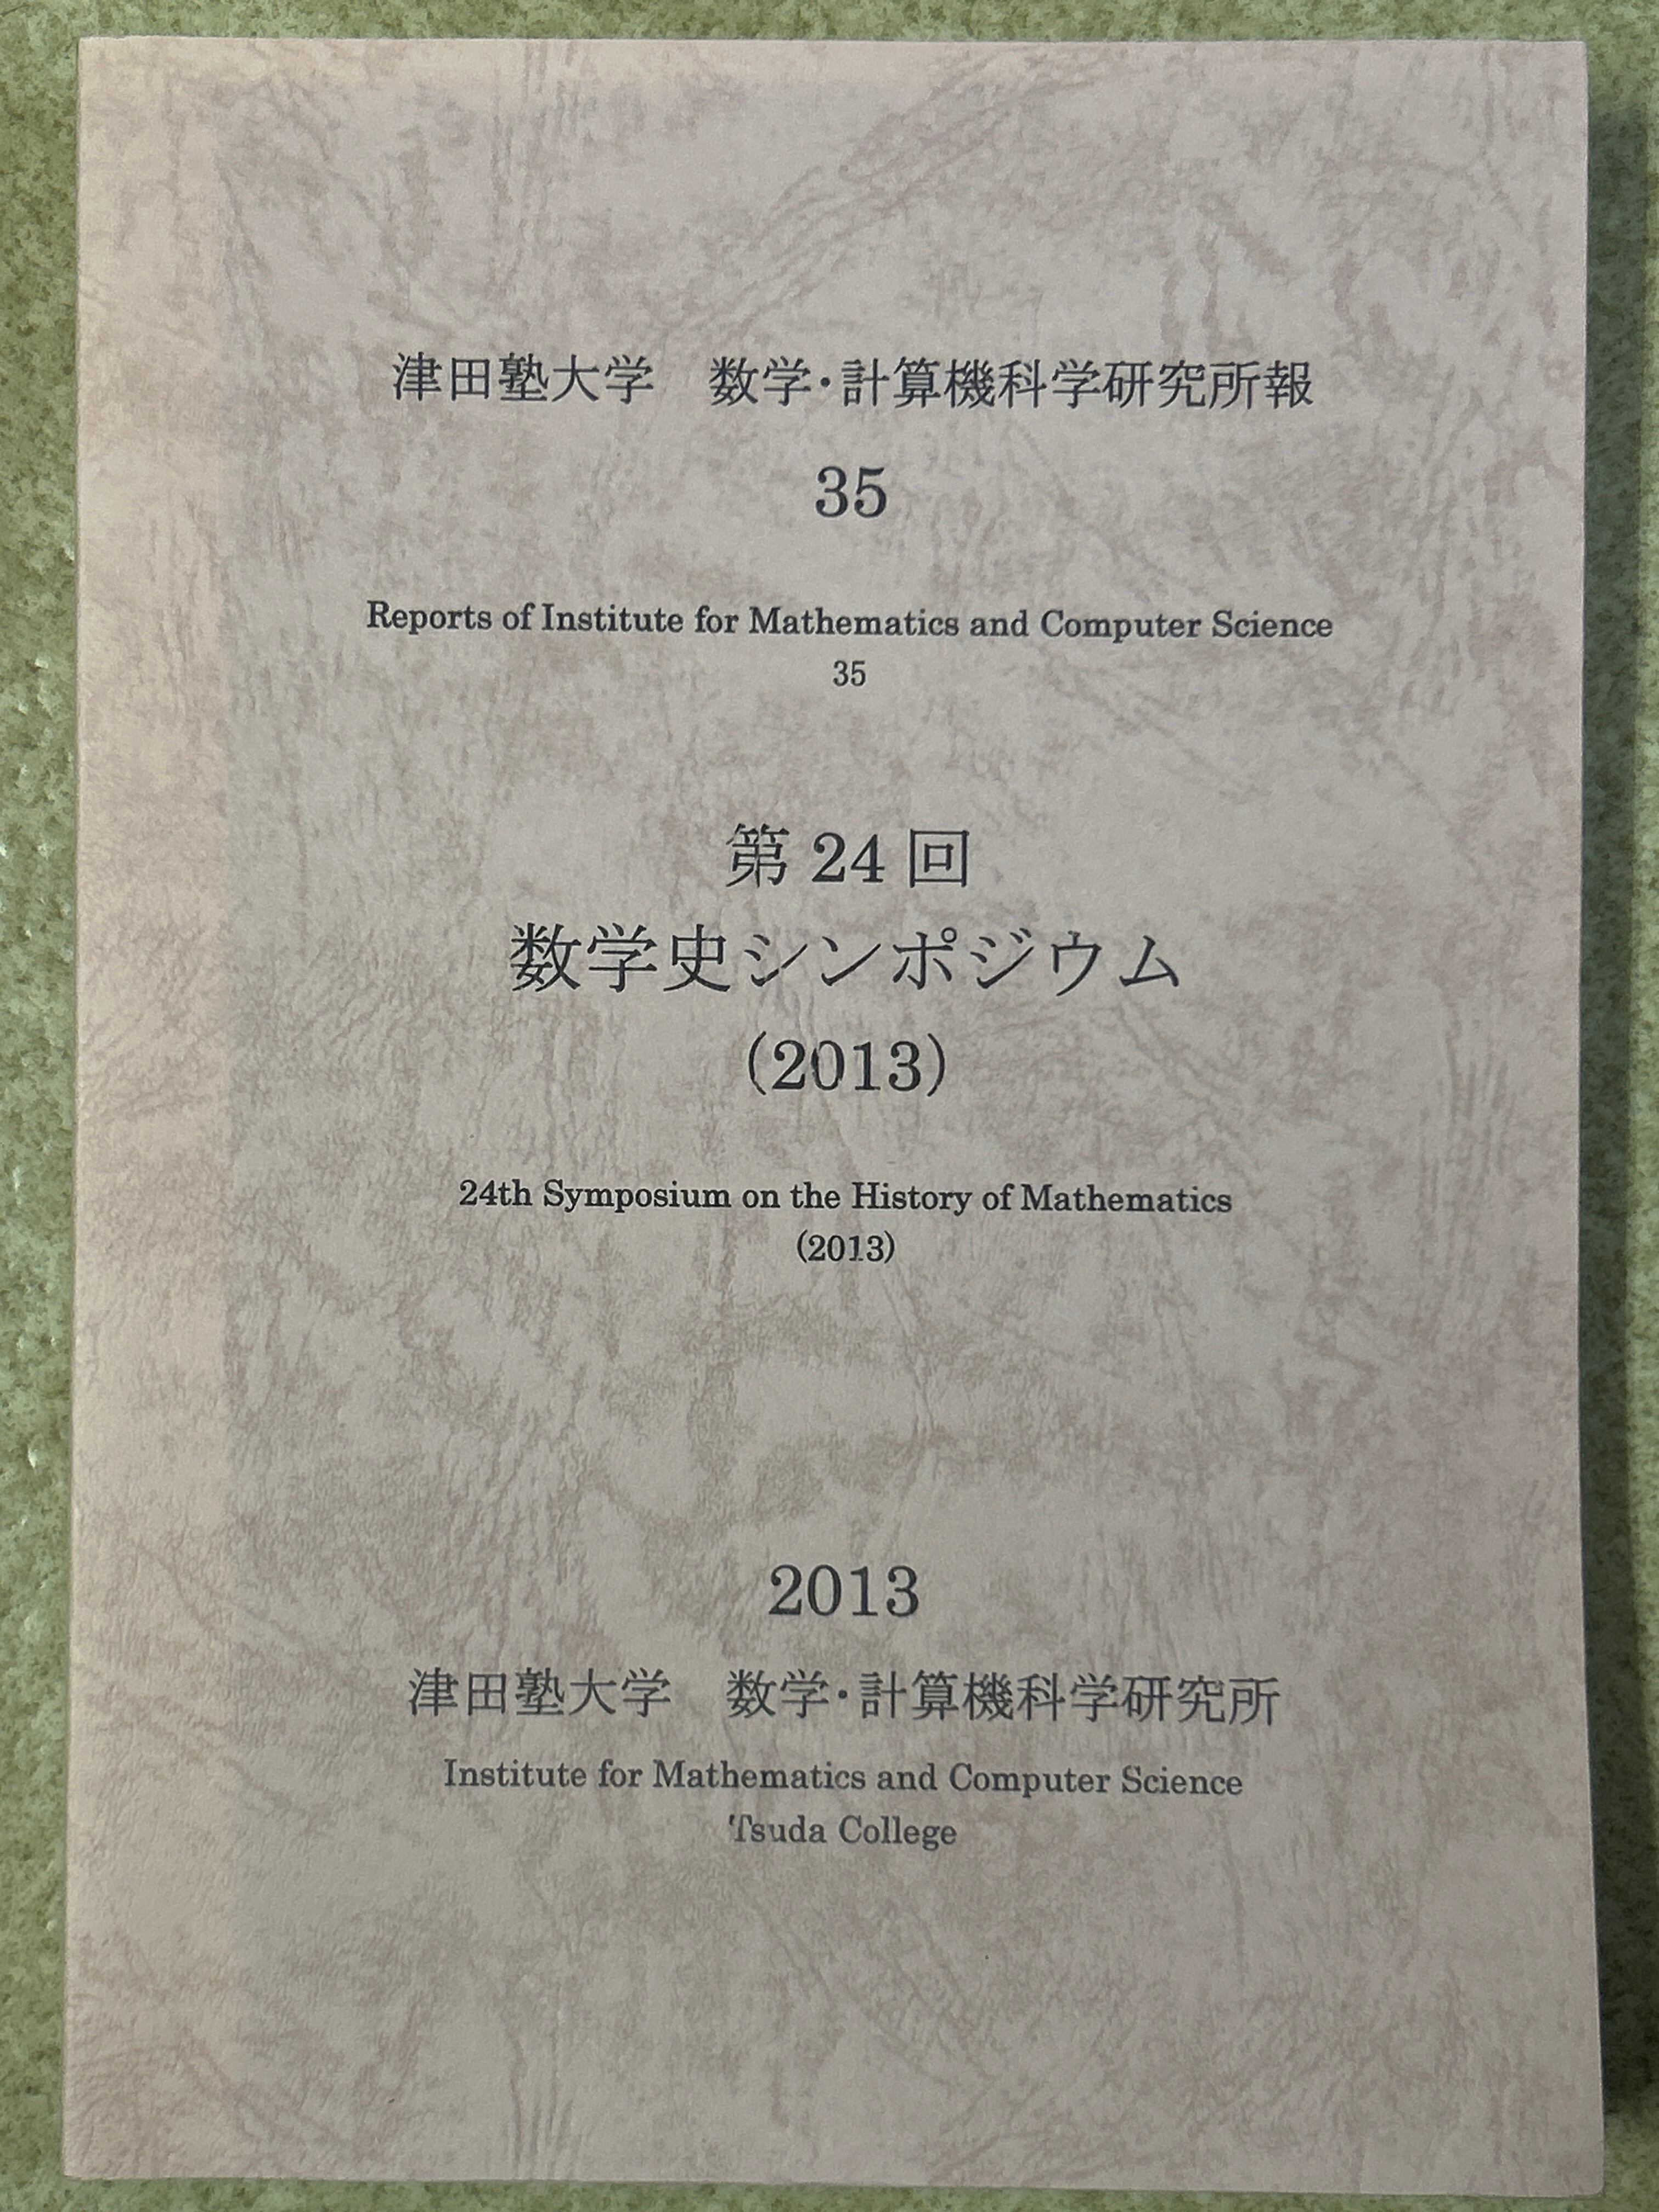 津田塾大学　数学・計算機科学研究所報
35
Reports of Institute for Mathematics and Computer Science
35
第 24 回
数学史シンポジウム
(2013)
24th Symposium on the History of Mathematics
(2013)
2013
津田塾大学　数学・計算機科学研究所
Institute for Mathematics and Computer Science
Tsuda College